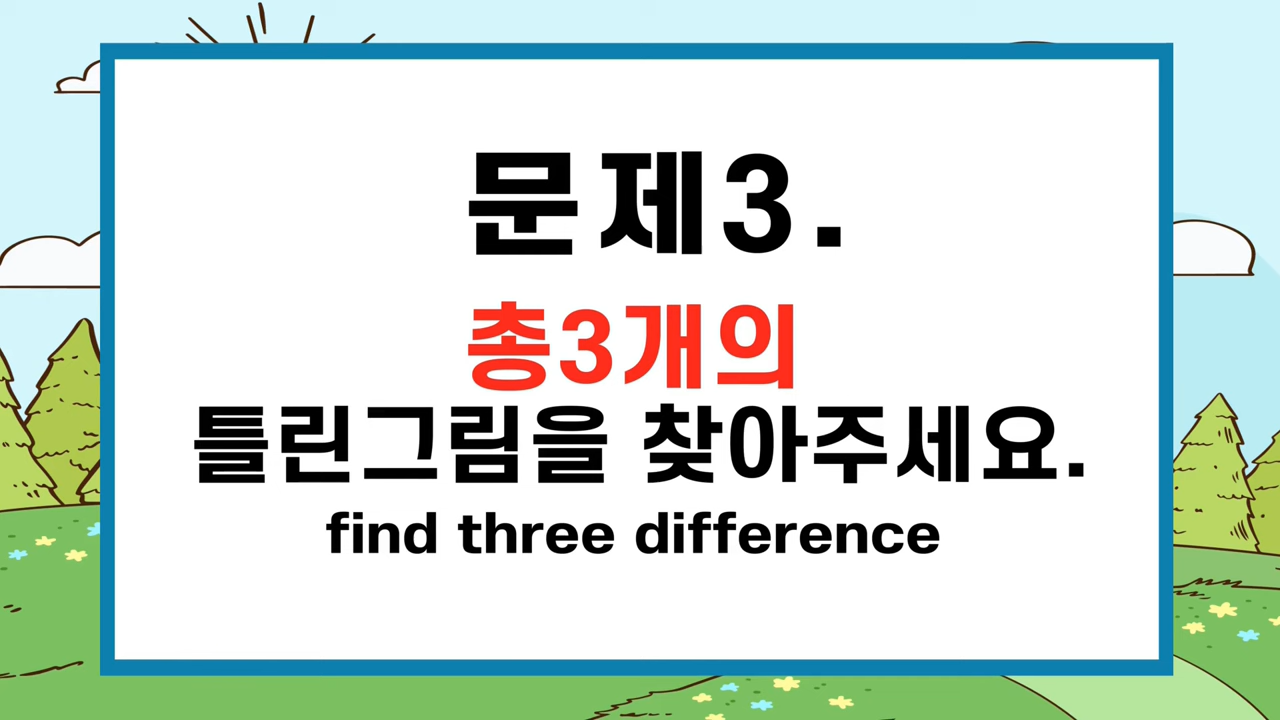 문제3.
총3개의
틀린그림을 찾아주세요.
find three difference